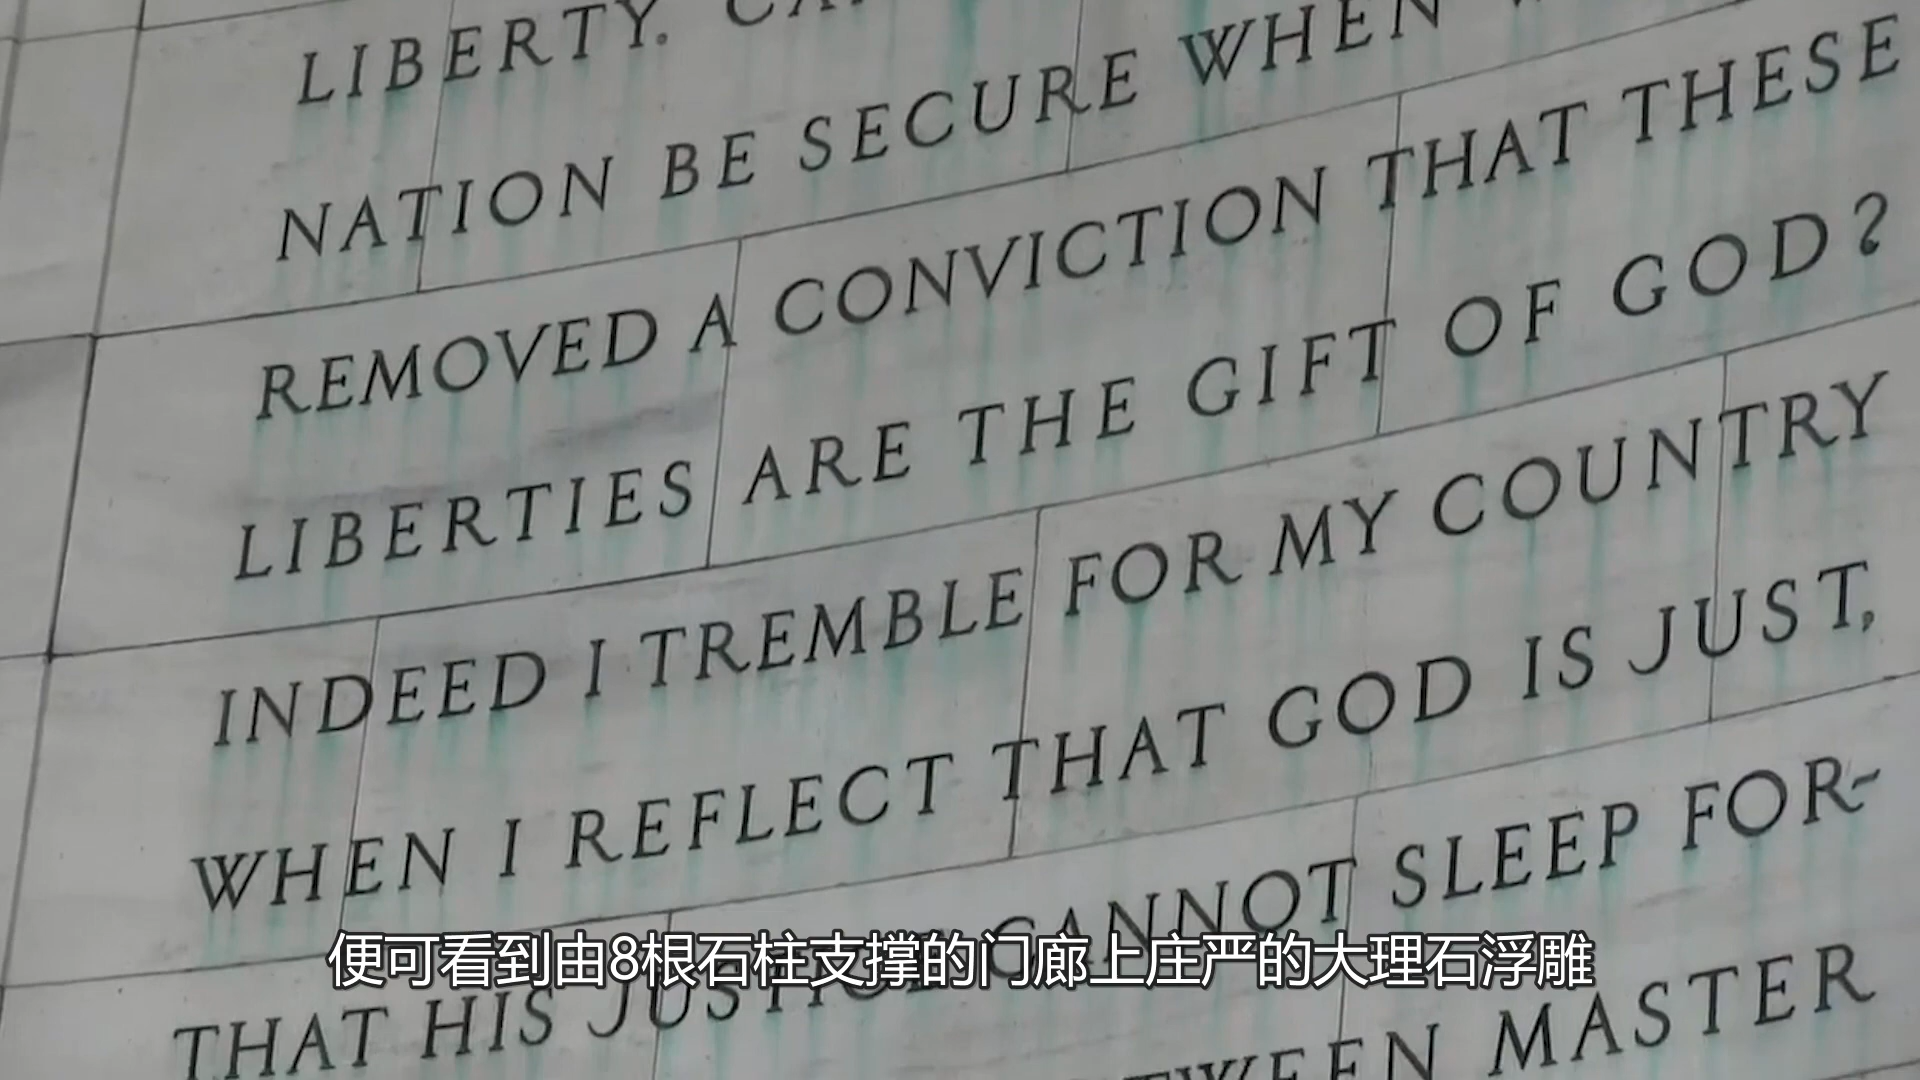 LIBERTY. CA
NATION BE SECURE WHEN
REMOVED A CONVICTION THAT THESE
LIBERTIES ARE THE GIFT OF GOD?
INDEED I TREMBLE FOR MY COUNTRY
WHEN I REFLECT THAT GOD IS JUST,
THAT HIS JUSTICE CANNOT SLEEP FOR-
MASTER
便可看到由8根石柱支撑的门廊上庄严的大理石浮雕